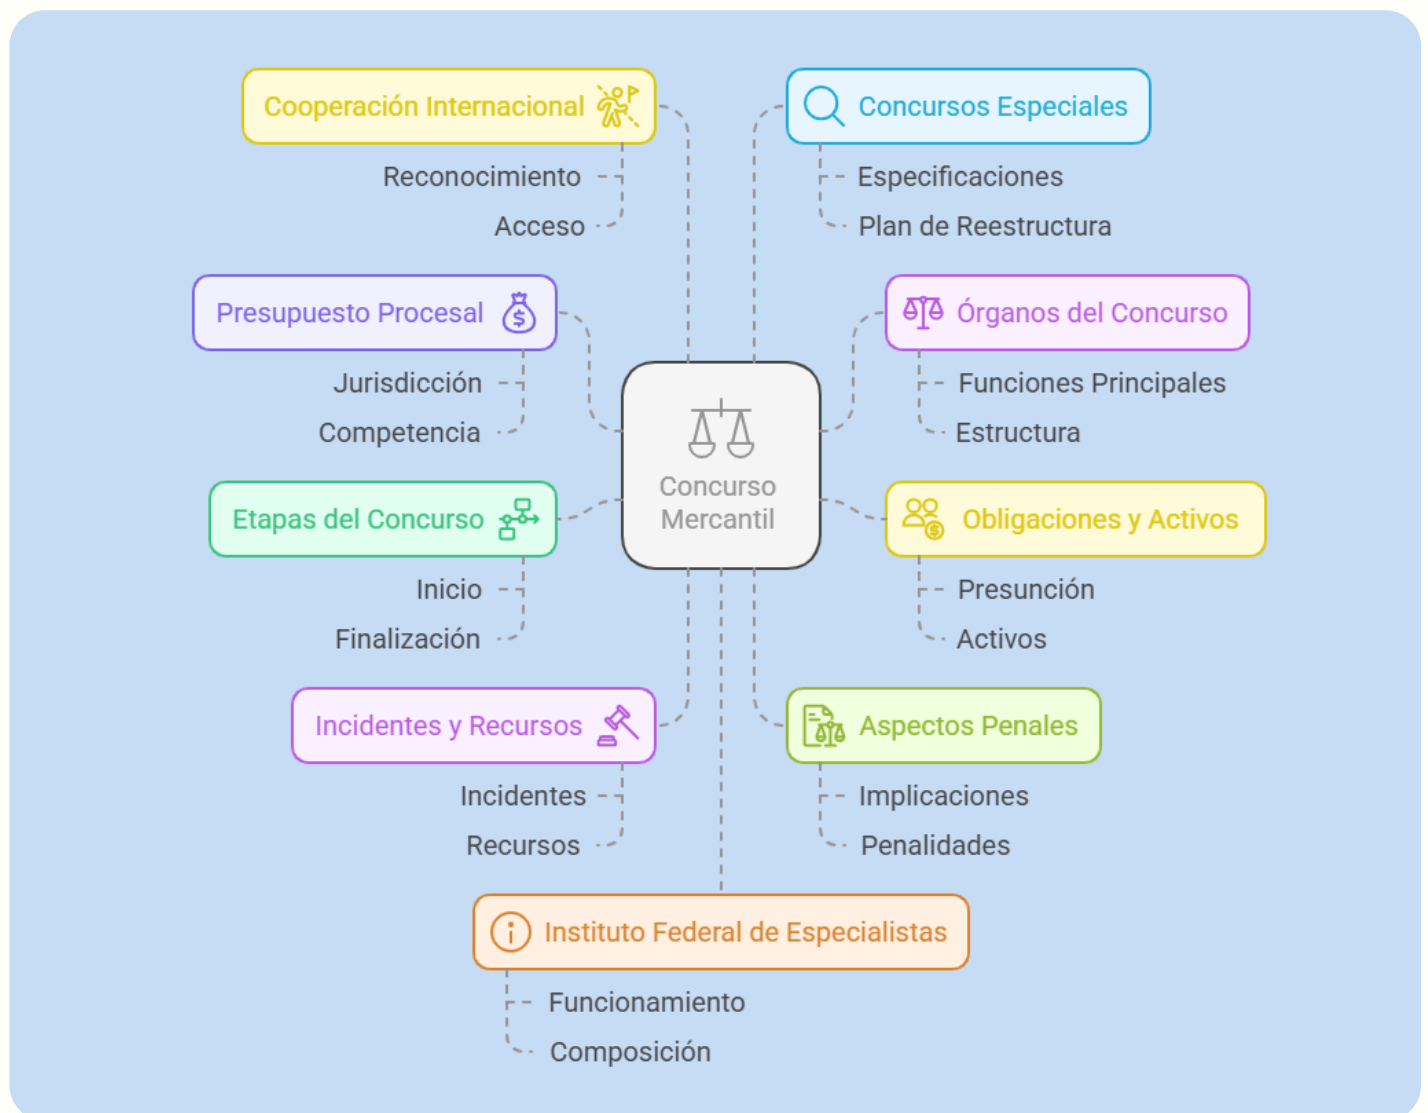 Cooperación Internacional
Reconocimiento
Acceso
Concursos Especiales
Especificaciones
Plan de Reestructura
Presupuesto Procesal
$
Jurisdicción
Competencia
Órganos del Concurso
Funciones Principales
Estructura
Concurso
Mercantil
Etapas del Concurso
Inicio
Finalización
Obligaciones y Activos
$
Presunción
Activos
Incidentes y Recursos
Incidentes
Recursos
Aspectos Penales
Implicaciones
Penalidades
Instituto Federal de Especialistas
Funcionamiento
Composición